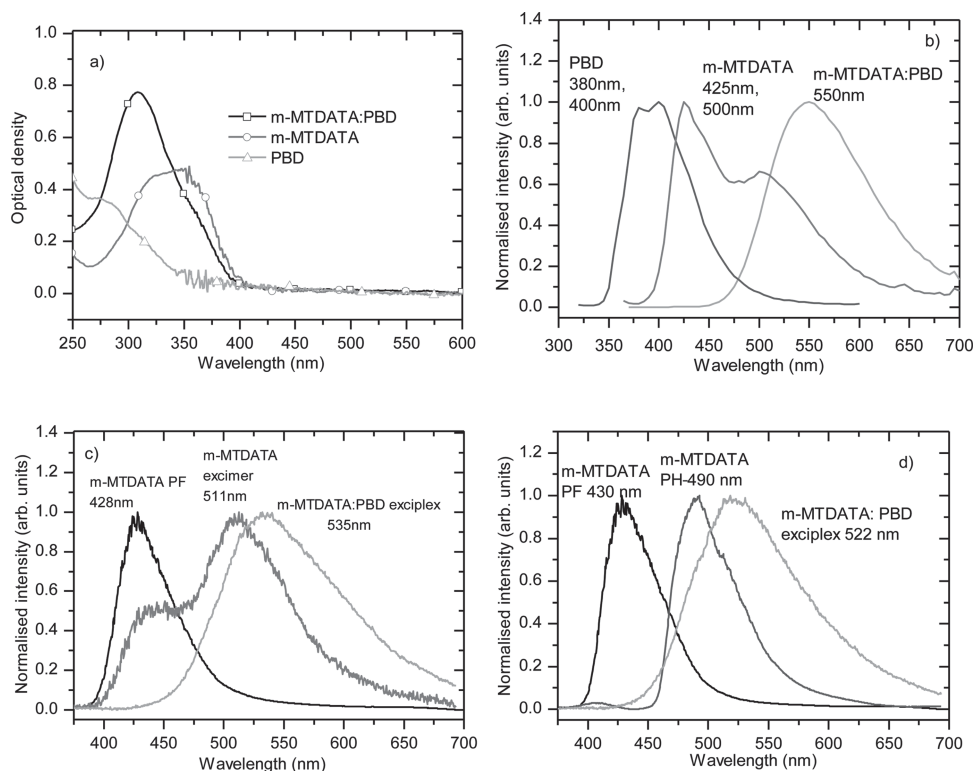 a)
m-MTDATA:PBD
m-MTDATA
PBD
Optical density
1.0
0.8
0.6
0.4
0.2
0.0
250 300 350 400 450 500 550 600
Wavelength (nm)
b)
PBD
380nm,
400nm
m-MTDATA
425nm,
500nm
m-MTDATA:PBD
550nm
Normalised intensity (arb. units)
1.4
1.2
1.0
0.8
0.6
0.4
0.2
0.0
300 350 400 450 500 550 600 650 700
Wavelength (nm)
c)
m-MTDATA PF
428nm
m-MTDATA
excimer
511nm
m-MTDATA:PBD exciplex
535nm
Normalised intensity (arb. units)
1.4
1.2
1.0
0.8
0.6
0.4
0.2
0.0
400 450 500 550 600 650 700
Wavelength (nm)
d)
m-MTDATA
PF 430 nm
m-MTDATA
PH-490 nm
m-MTDATA: PBD
exciplex 522 nm
Normalised intensity (arb. units)
1.2
1.0
0.8
0.6
0.4
0.2
0.0
400 450 500 550 600 650 700
Wavelength (nm)